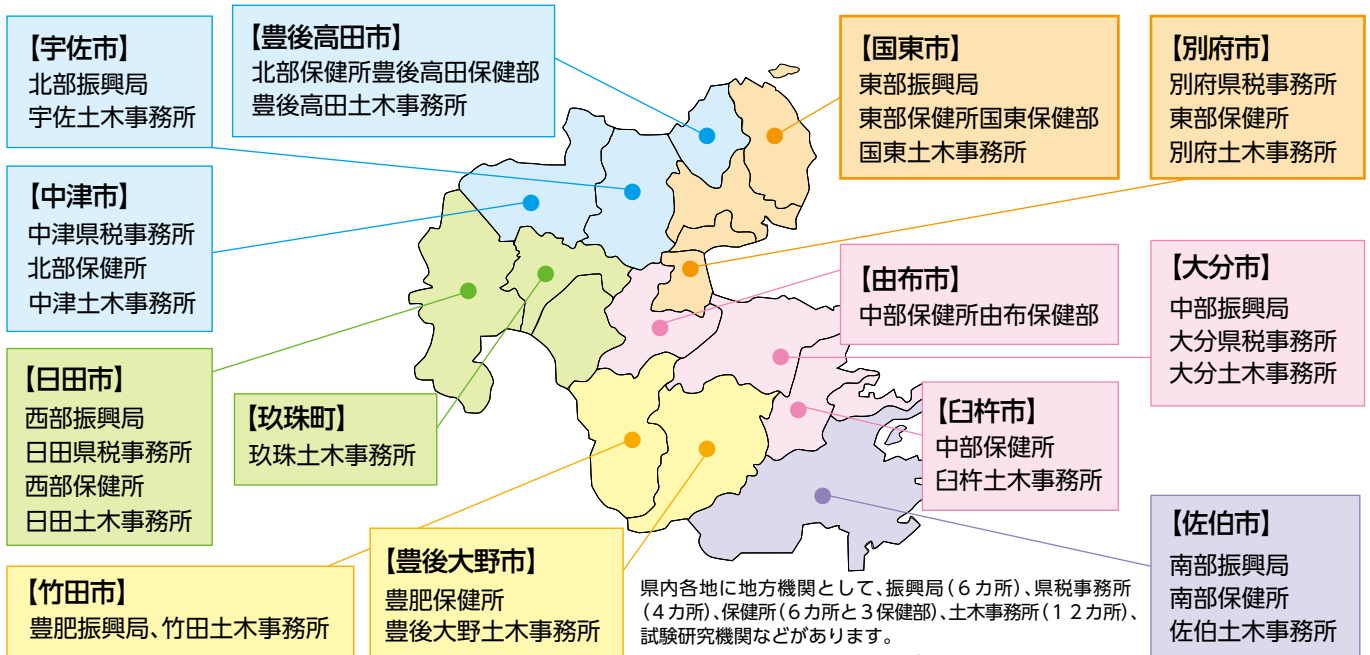 【宇佐市】
北部振興局
宇佐土木事務所
【豊後高田市】
北部保健所豊後高田保健部
豊後高田土木事務所
【国東市】
東部振興局
東部保健所国東保健部
国東土木事務所
【別府市】
別府県税事務所
東部保健所
別府土木事務所
【中津市】
中津県税事務所
北部保健所
中津土木事務所
【由布市】
中部保健所由布保健部
【大分市】
中部振興局
大分県税事務所
大分土木事務所
【日田市】
西部振興局
日田県税事務所
西部保健所
日田土木事務所
【玖珠町】
玖珠土木事務所
【臼杵市】
中部保健所
臼杵土木事務所
【竹田市】
豊肥振興局、竹田土木事務所
【豊後大野市】
豊肥保健所
豊後大野土木事務所
【佐伯市】
南部振興局
南部保健所
佐伯土木事務所
県内各地に地方機関として、振興局(6カ所)、県税事務所
(4カ所)、保健所(6カ所と3保健部)、土木事務所(12カ所)、
試験研究機関などがあります。